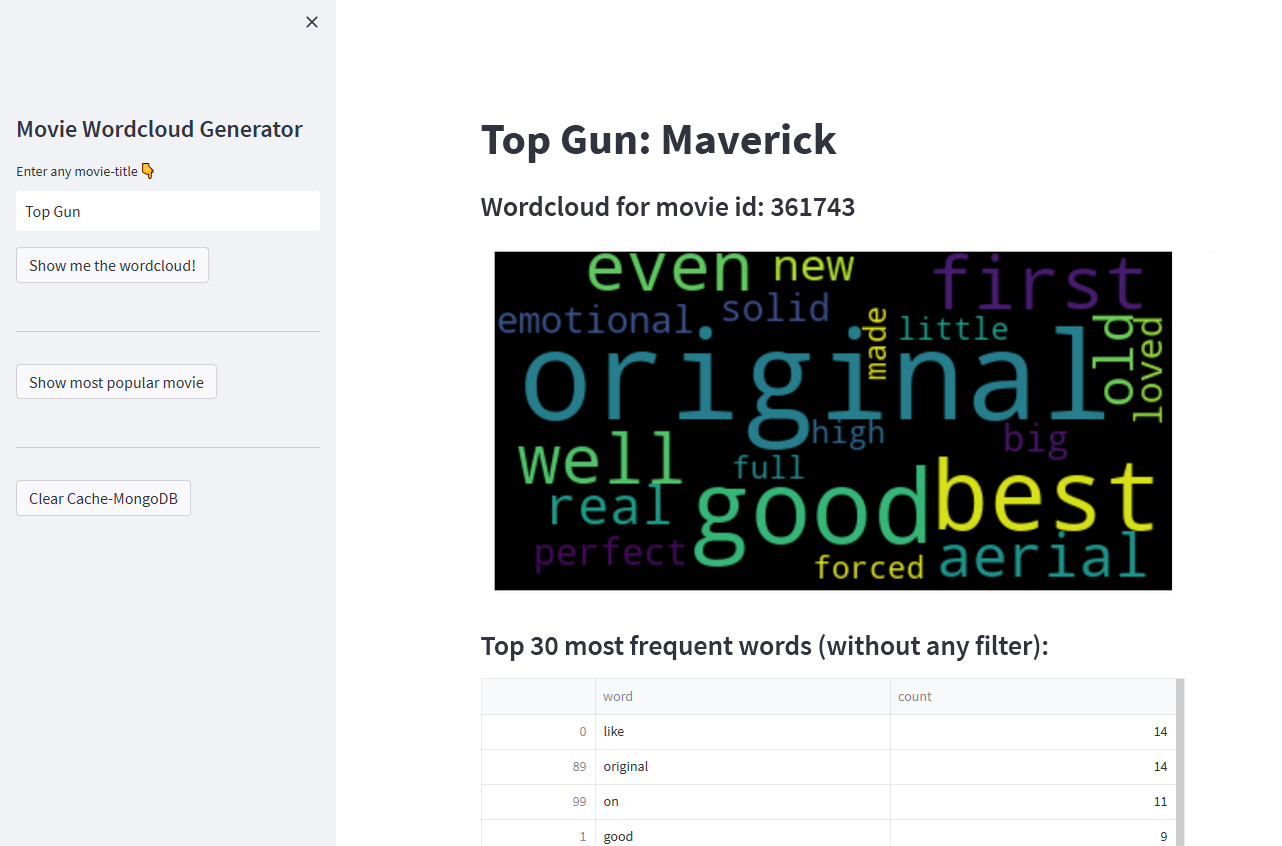 Movie Wordcloud Generator
Enter any movie-title 👇
Top Gun
Show me the wordcloud!
Show most popular movie
Clear Cache-MongoDB
Top Gun: Maverick
Wordcloud for movie id: 361743
even new first
emotional solid made little old loved
original
high big
well full
real good best
perfect forced aerial
Top 30 most frequent words (without any filter):
word count
0 like 14
89 original 14
99 on 11
1 good 9